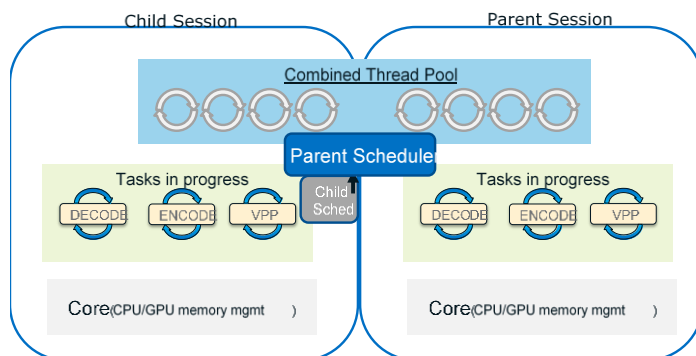 Child Session
Parent Session
Combined Thread Pool
Parent Scheduler
Tasks in progress
Child
Sched
Tasks in progress
DECODE
ENCODE
VPP
DECODE
ENCODE
VPP
Core(CPU/GPU memory mgmt )
Core(CPU/GPU memory mgmt )